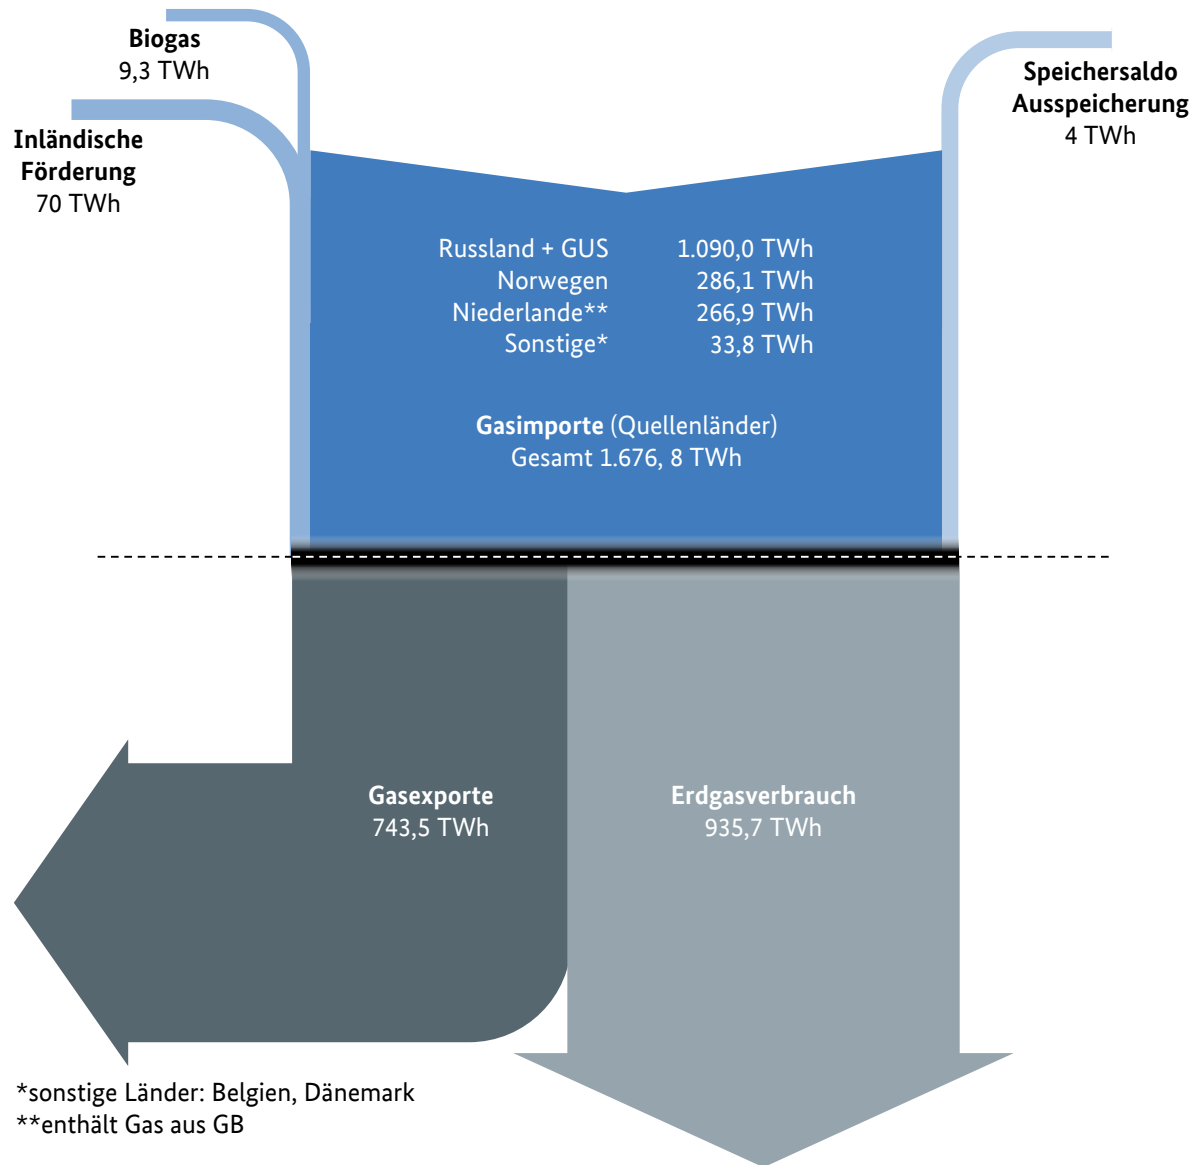 Biogas
9,3 TWh
Inländische
Förderung
70 TWh
Speichersaldo
Ausspeicherung
4 TWh
Russland + GUS 1.090,0 TWh
Norwegen 286,1 TWh
Niederlande** 266,9 TWh
Sonstige* 33,8 TWh
Gasimporte (Quellenländer)
Gesamt 1.676, 8 TWh
Gasexporte
743,5 TWh
Erdgasverbrauch
935,7 TWh
*sonstige Länder: Belgien, Dänemark
**enthält Gas aus GB